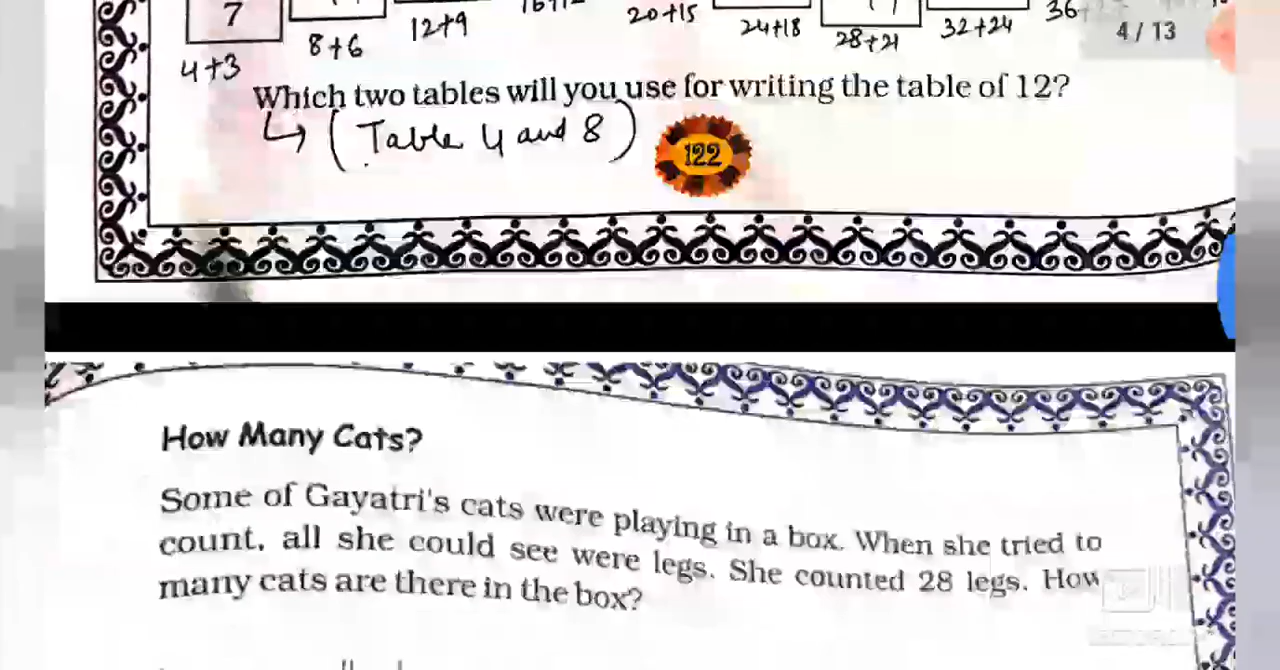 7
4+3
8+6
12+9
20+15
24+18
28+21
32+24
36
4 / 13
Which two tables will you use for writing the table of 12?
(Table 4 and 8)
122
How Many Cats?
Some of Gayatri's cats were playing in a box. When she tried to
count, all she could see were legs. She counted 28 legs. How
many cats are there in the box?